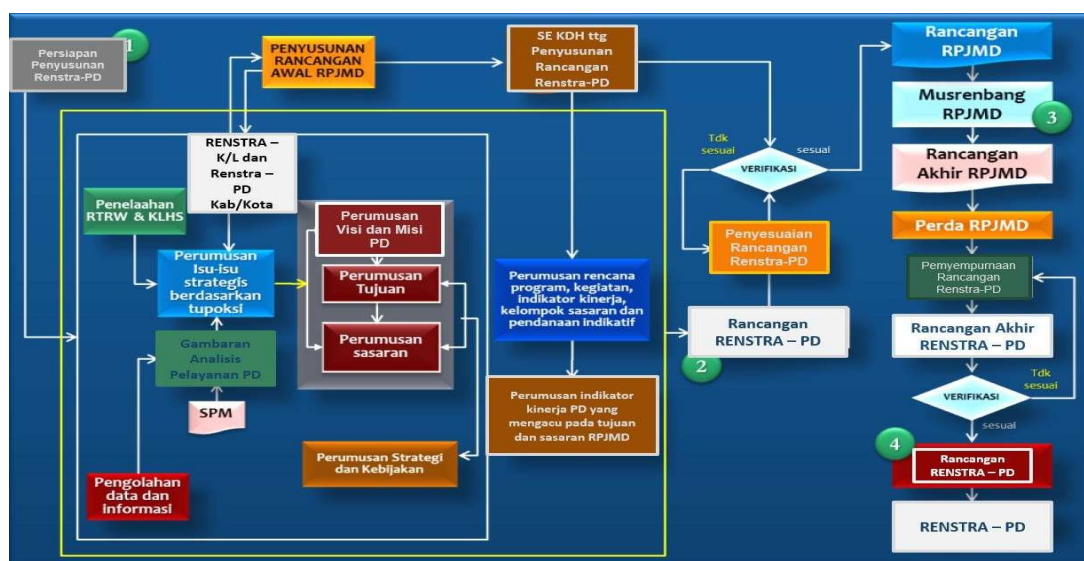 Persiapan
Penyusunan
Renstra-PD
1
PENYUSUNAN
RANCANGAN
AWAL RPJMD
SE KDH ttg
Penyusunan
Rancangan
Renstra-PD
RENSTRA –
K/L dan
Renstra –
PD
Kab/Kota
Penelaahan
RTRW & KLHS
Perumusan
Isu-isu
strategis
berdasarkan
tupoksi
Gambaran
Analisis
Pelayanan PD
SPM
Pengolahan
data dan
informasi
Perumusan
Visi dan Misi
PD
Perumusan
Tujuan
Perumusan
sasaran
Perumusan Strategi
dan Kebijakan
Perumusan rencana
program, kegiatan,
indikator kinerja,
kelompok sasaran dan
pendanaan indikatif
Perumusan indikator
kinerja PD yang
mengacu pada tujuan
dan sasaran RPJMD
Tdk
sesuai
sesuai
VERIFIKASI
Penyesuaian
Rancangan
Renstra-PD
Rancangan
RENSTRA – PD
2
Rancangan
RPJMD
Musrenbang
RPJMD
3
Rancangan
Akhir RPJMD
Perda RPJMD
Pemyempurnaan
Rancangan
Renstra-PD
Rancangan Akhir
RENSTRA – PD
Tdk
sesuai
VERIFIKASI
sesuai
4
Rancangan
RENSTRA – PD
RENSTRA – PD